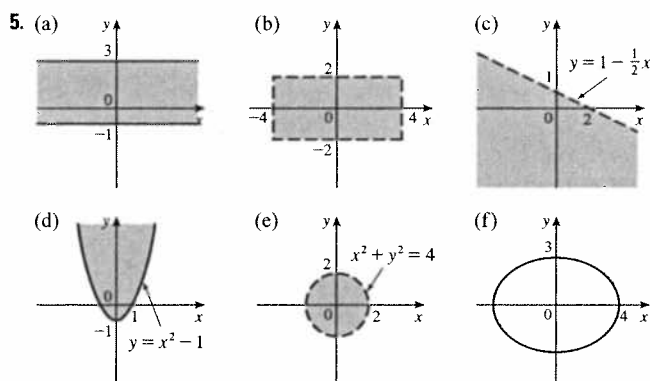 5. (a)
y
3
0
−1
x
(b)
y
2
−4
0
4 x
−2
(c)
y
1
y = 1 − ½x
0
2
x
(d)
y
0
1
x
−1
y = x² − 1
(e)
y
2
x² + y² = 4
0
2
x
(f)
y
3
0
4 x